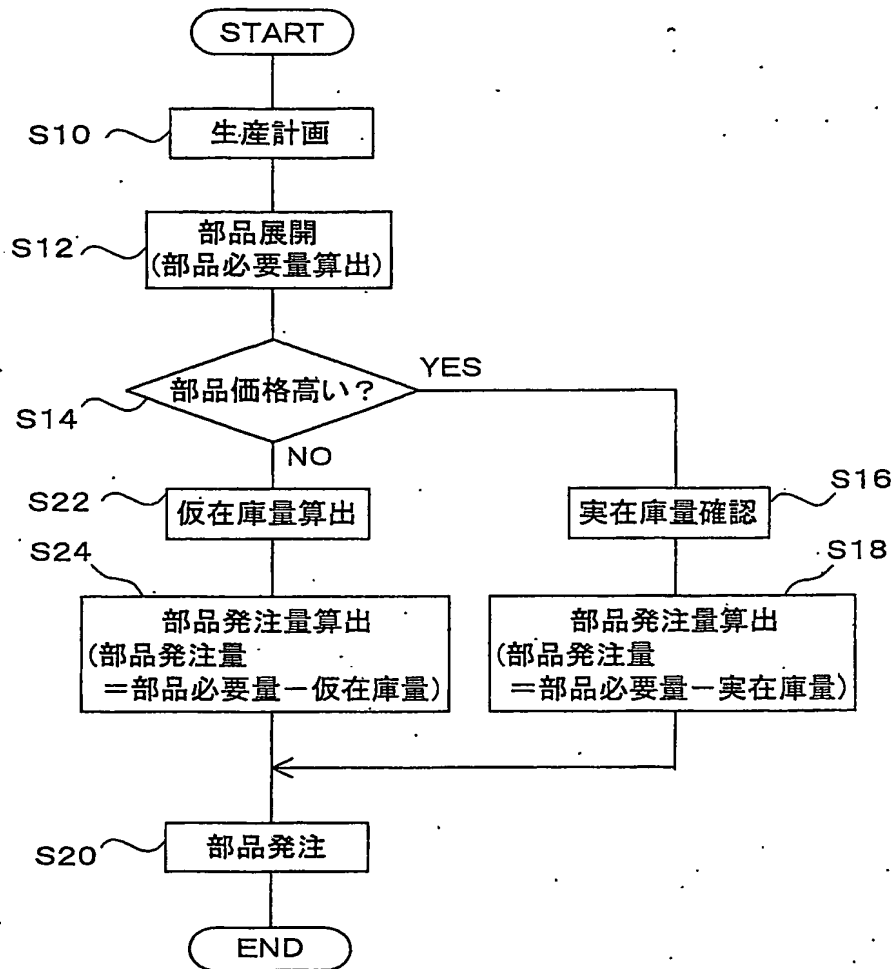 START
S10
生産計画
S12
部品展開
(部品必要量算出)
S14
部品価格高い？
YES
NO
S22
仮在庫量算出
S16
実在庫量確認
S24
部品発注量算出
(部品発注量
＝部品必要量－仮在庫量)
S18
部品発注量算出
(部品発注量
＝部品必要量－実在庫量)
S20
部品発注
END